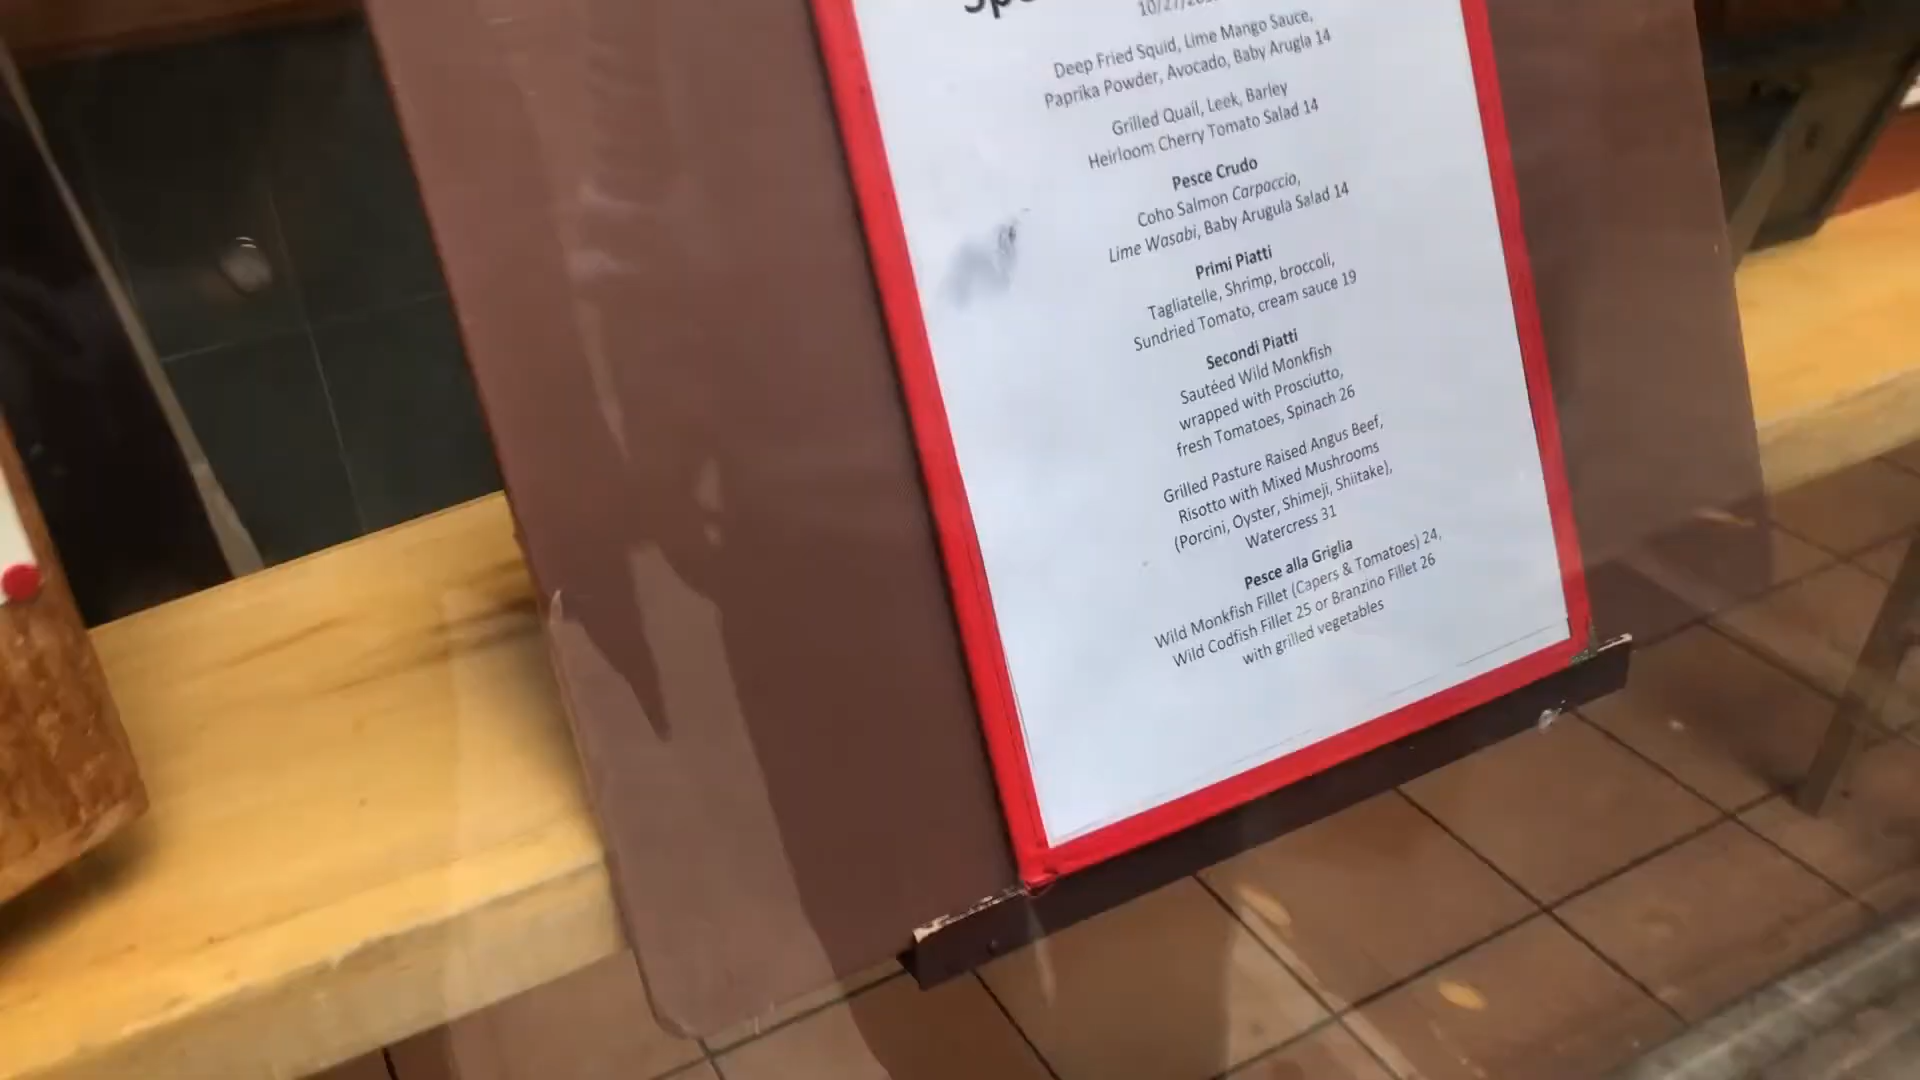 Deep Fried Squid, Lime Mango Sauce,
Paprika Powder, Avocado, Baby Arugla 14
Grilled Quail, Leek, Barley
Heirloom Cherry Tomato Salad 14
Pesce Crudo
Coho Salmon Carpaccio,
Lime Wasabi, Baby Arugula Salad 14
Primi Piatti
Tagliatelle, Shrimp, broccoli,
Sundried Tomato, cream sauce 19
Secondi Piatti
Sautéed Wild Monkfish
wrapped with Prosciutto,
fresh Tomatoes, Spinach 26
Grilled Pasture Raised Angus Beef,
Risotto with Mixed Mushrooms
(Porcini, Oyster, Shimeji, Shiitake),
Watercress 31
Pesce alla Griglia
Wild Monkfish Fillet (Capers & Tomatoes) 24,
Wild Codfish Fillet 25 or Branzino Fillet 26
with grilled vegetables